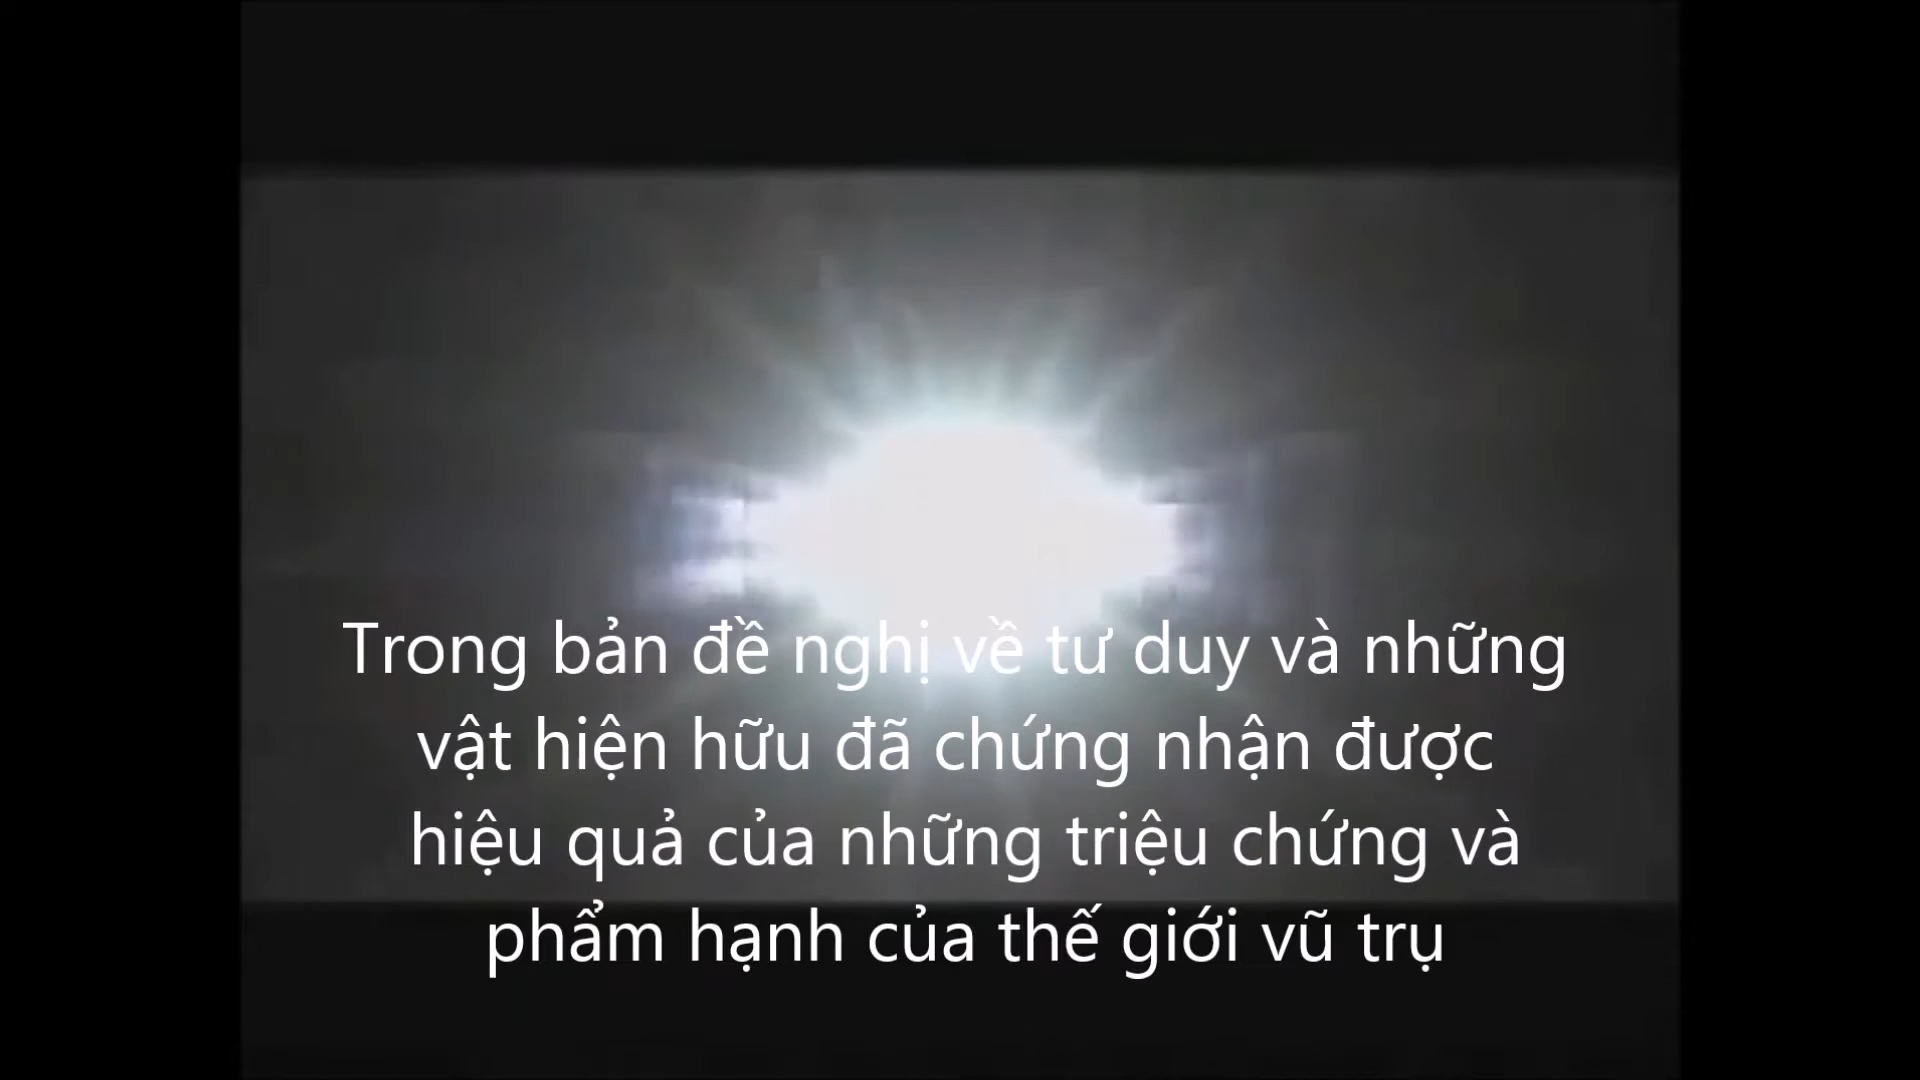 Trong bản đề nghị về tư duy và những
vật hiện hữu đã chứng nhận được
hiệu quả của những triệu chứng và
phẩm hạnh của thế giới vũ trụ